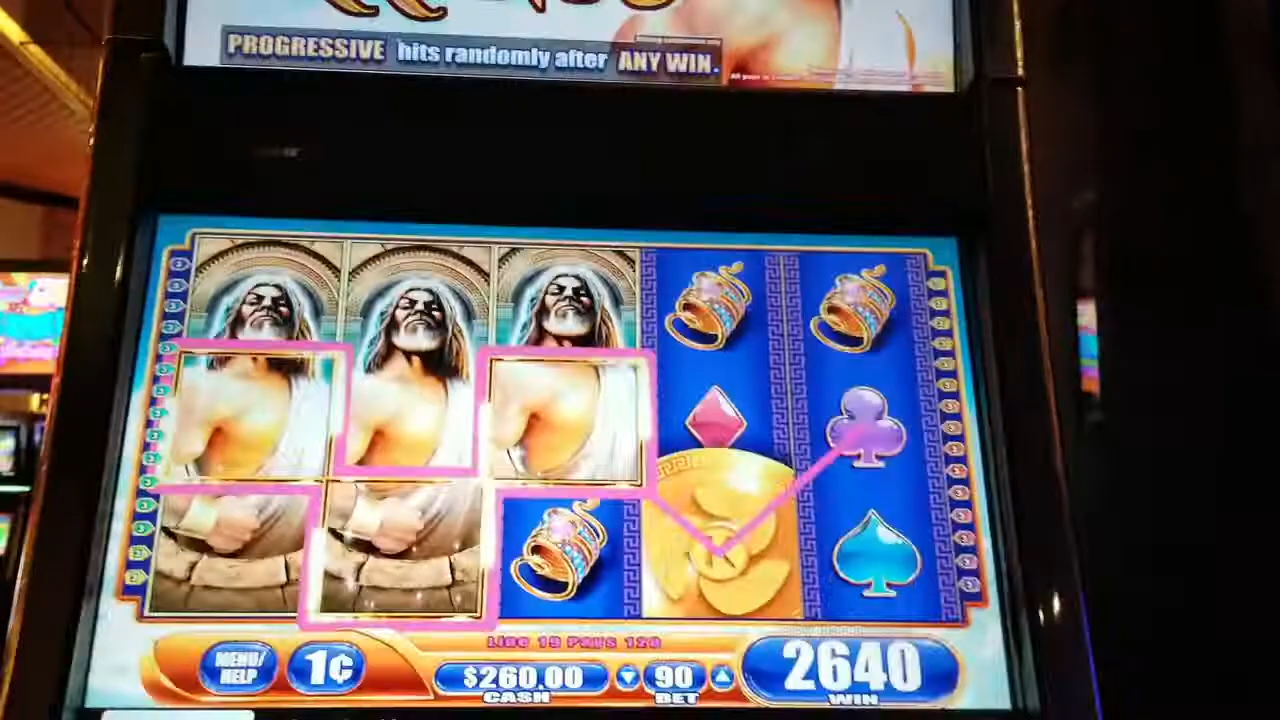 PROGRESSIVE hits randomly after ANY WIN.
Line 19 Pays 120
MENU/
HELP
1¢
$260.00
CASH
90
BET
2640
WIN